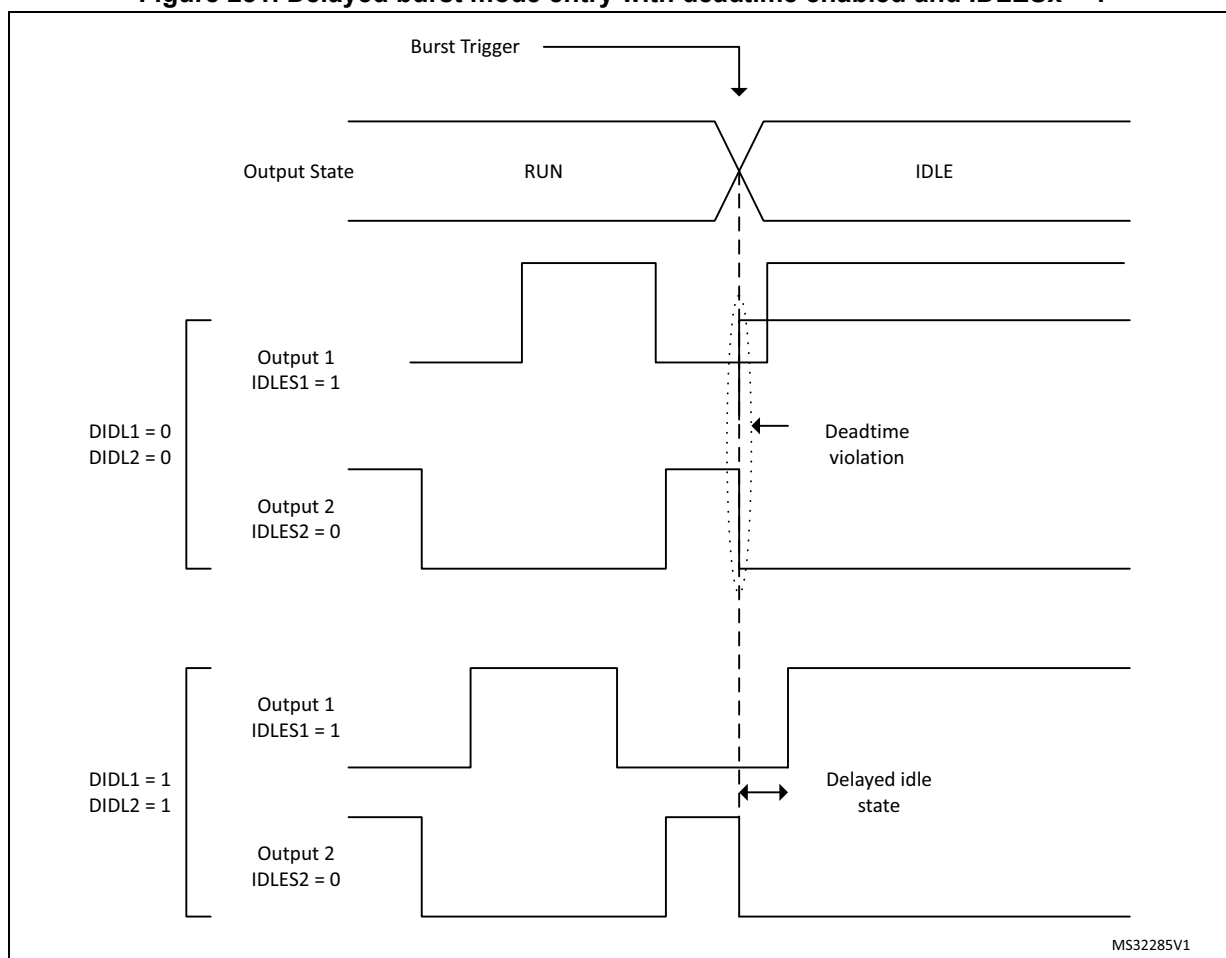 Burst Trigger
Output State
RUN
IDLE
Output 1
IDLES1 = 1
DIDL1 = 0
DIDL2 = 0
Deadtime
violation
Output 2
IDLES2 = 0
Output 1
IDLES1 = 1
DIDL1 = 1
DIDL2 = 1
Delayed idle
state
Output 2
IDLES2 = 0
MS32285V1